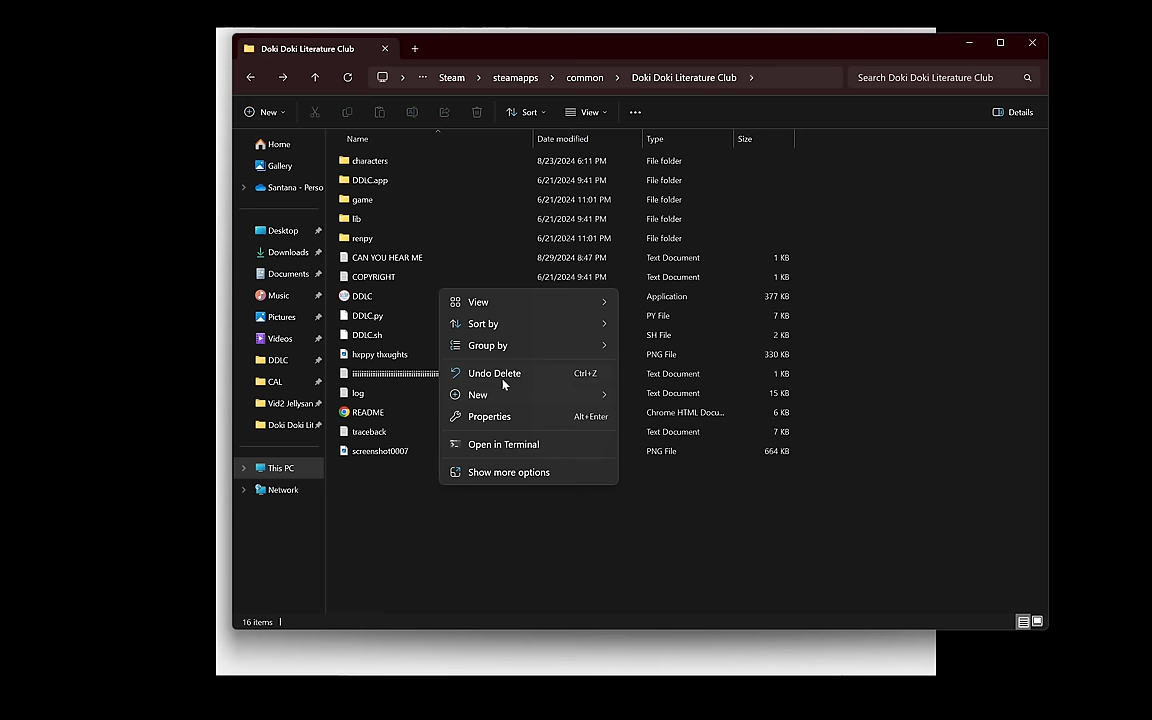 Doki Doki Literature Club
Steam steamapps common Doki Doki Literature Club Search Doki Doki Literature Club
New Sort View Details
Name Date modified Type Size
Home
Gallery
Santana - Perso
Desktop
Downloads
Documents
Music
Pictures
Videos
DDLC
CAL
Vid2 Jellysan
Doki Doki Lit
This PC
Network
characters 8/23/2024 6:11 PM File folder
DDLC.app 6/21/2024 9:41 PM File folder
game 6/21/2024 11:01 PM File folder
lib 6/21/2024 9:41 PM File folder
renpy 6/21/2024 11:01 PM File folder
CAN YOU HEAR ME 8/29/2024 8:47 PM Text Document 1 KB
COPYRIGHT 6/21/2024 9:41 PM Text Document 1 KB
DDLC Application 377 KB
DDLC.py PY File 7 KB
DDLC.sh SH File 2 KB
hxppy thxughts PNG File 330 KB
Text Document 1 KB
log Text Document 15 KB
README Chrome HTML Docu... 6 KB
traceback Text Document 7 KB
screenshot0007 PNG File 664 KB
View
Sort by
Group by
Undo Delete Ctrl+Z
New
Properties Alt+Enter
Open in Terminal
Show more options
16 items